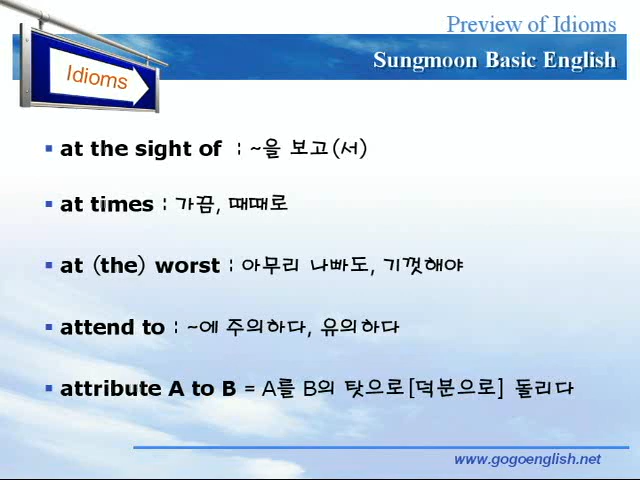 Preview of Idioms
Sungmoon Basic English
Idioms
at the sight of : ~을 보고(서)
at times : 가끔, 때때로
at (the) worst : 아무리 나빠도, 기껏해야
attend to : ~에 주의하다, 유의하다
attribute A to B = A를 B의 탓으로[덕분으로] 돌리다
www.gogoenglish.net